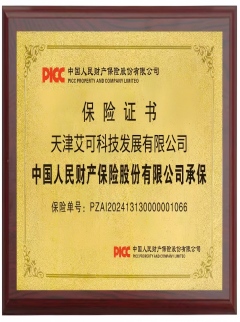 PICC 中国人民财产保险股份有限公司
PICC PROPERTY AND COMPANY LIMITED
保险证书
天津艾可科技发展有限公司
中国人民财产保险股份有限公司承保
保险单号：PZAI202413130000001066
PICC 中国人民财产保险股份有限公司
PICC PROPERTY AND COMPANY LIMITED